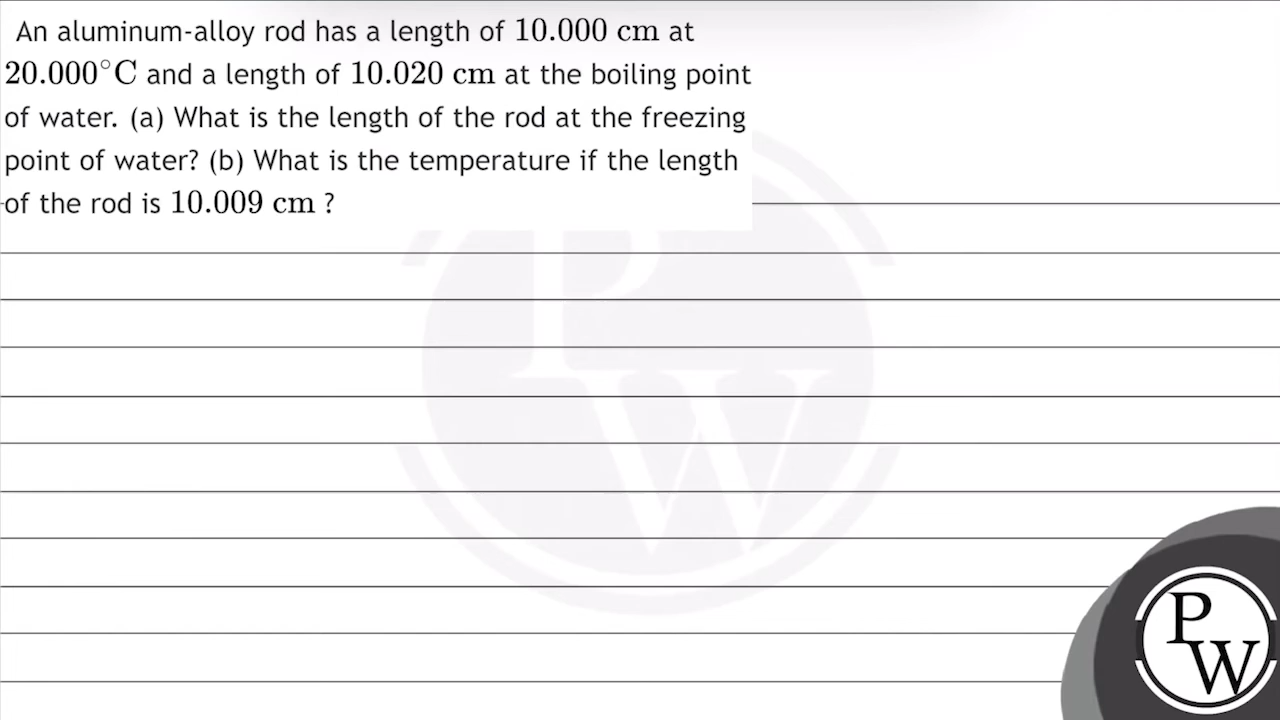 An aluminum-alloy rod has a length of 10.000 cm at
20.000°C and a length of 10.020 cm at the boiling point
of water. (a) What is the length of the rod at the freezing
point of water? (b) What is the temperature if the length
of the rod is 10.009 cm ?
P
W
P
W